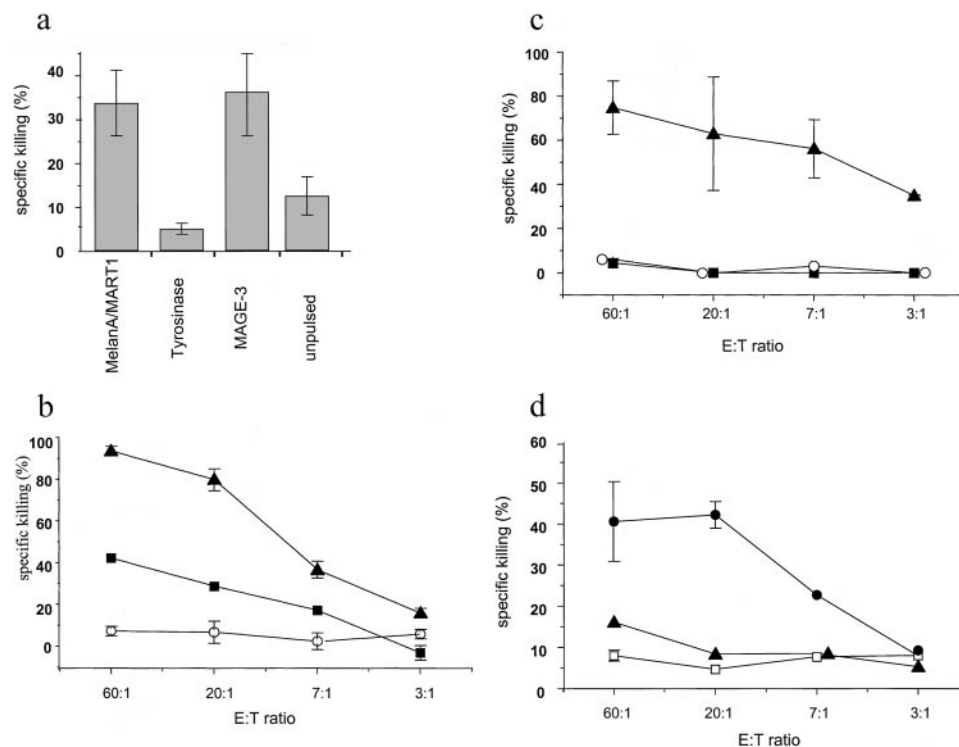 a
specific killing (%)
40
30
20
10
0
MelanA/MART1
Tyrosinase
MAGE-3
unpulsed
c
specific killing (%)
100
80
60
40
20
0
60:1 20:1 7:1 3:1
E:T ratio
b
specific killing (%)
100
80
60
40
20
0
60:1 20:1 7:1 3:1
E:T ratio
d
specific killing (%)
60
50
40
30
20
10
0
60:1 20:1 7:1 3:1
E:T ratio